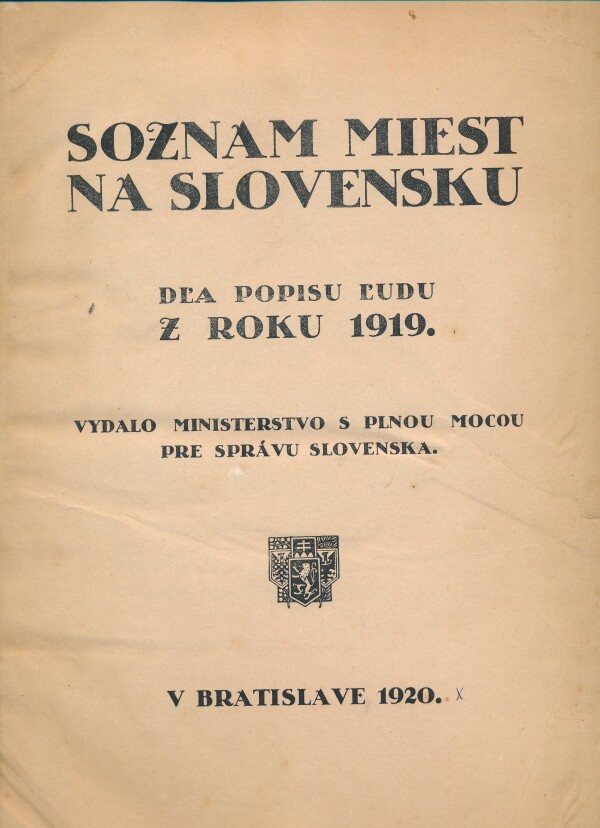 SOZNAM MIEST
NA SLOVENSKU
DĽA POPISU ĽUDU
Z ROKU 1919.
VYDALO MINISTERSTVO S PLNOU MOCOU
PRE SPRÁVU SLOVENSKA.
V BRATISLAVE 1920. x